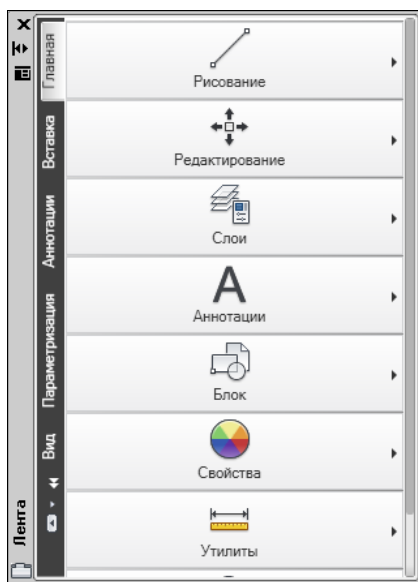 Лента
Главная
Вставка
Аннотации
Параметризация
Вид
Рисование
Редактирование
Слои
A
Аннотации
Блок
Свойства
Утилиты